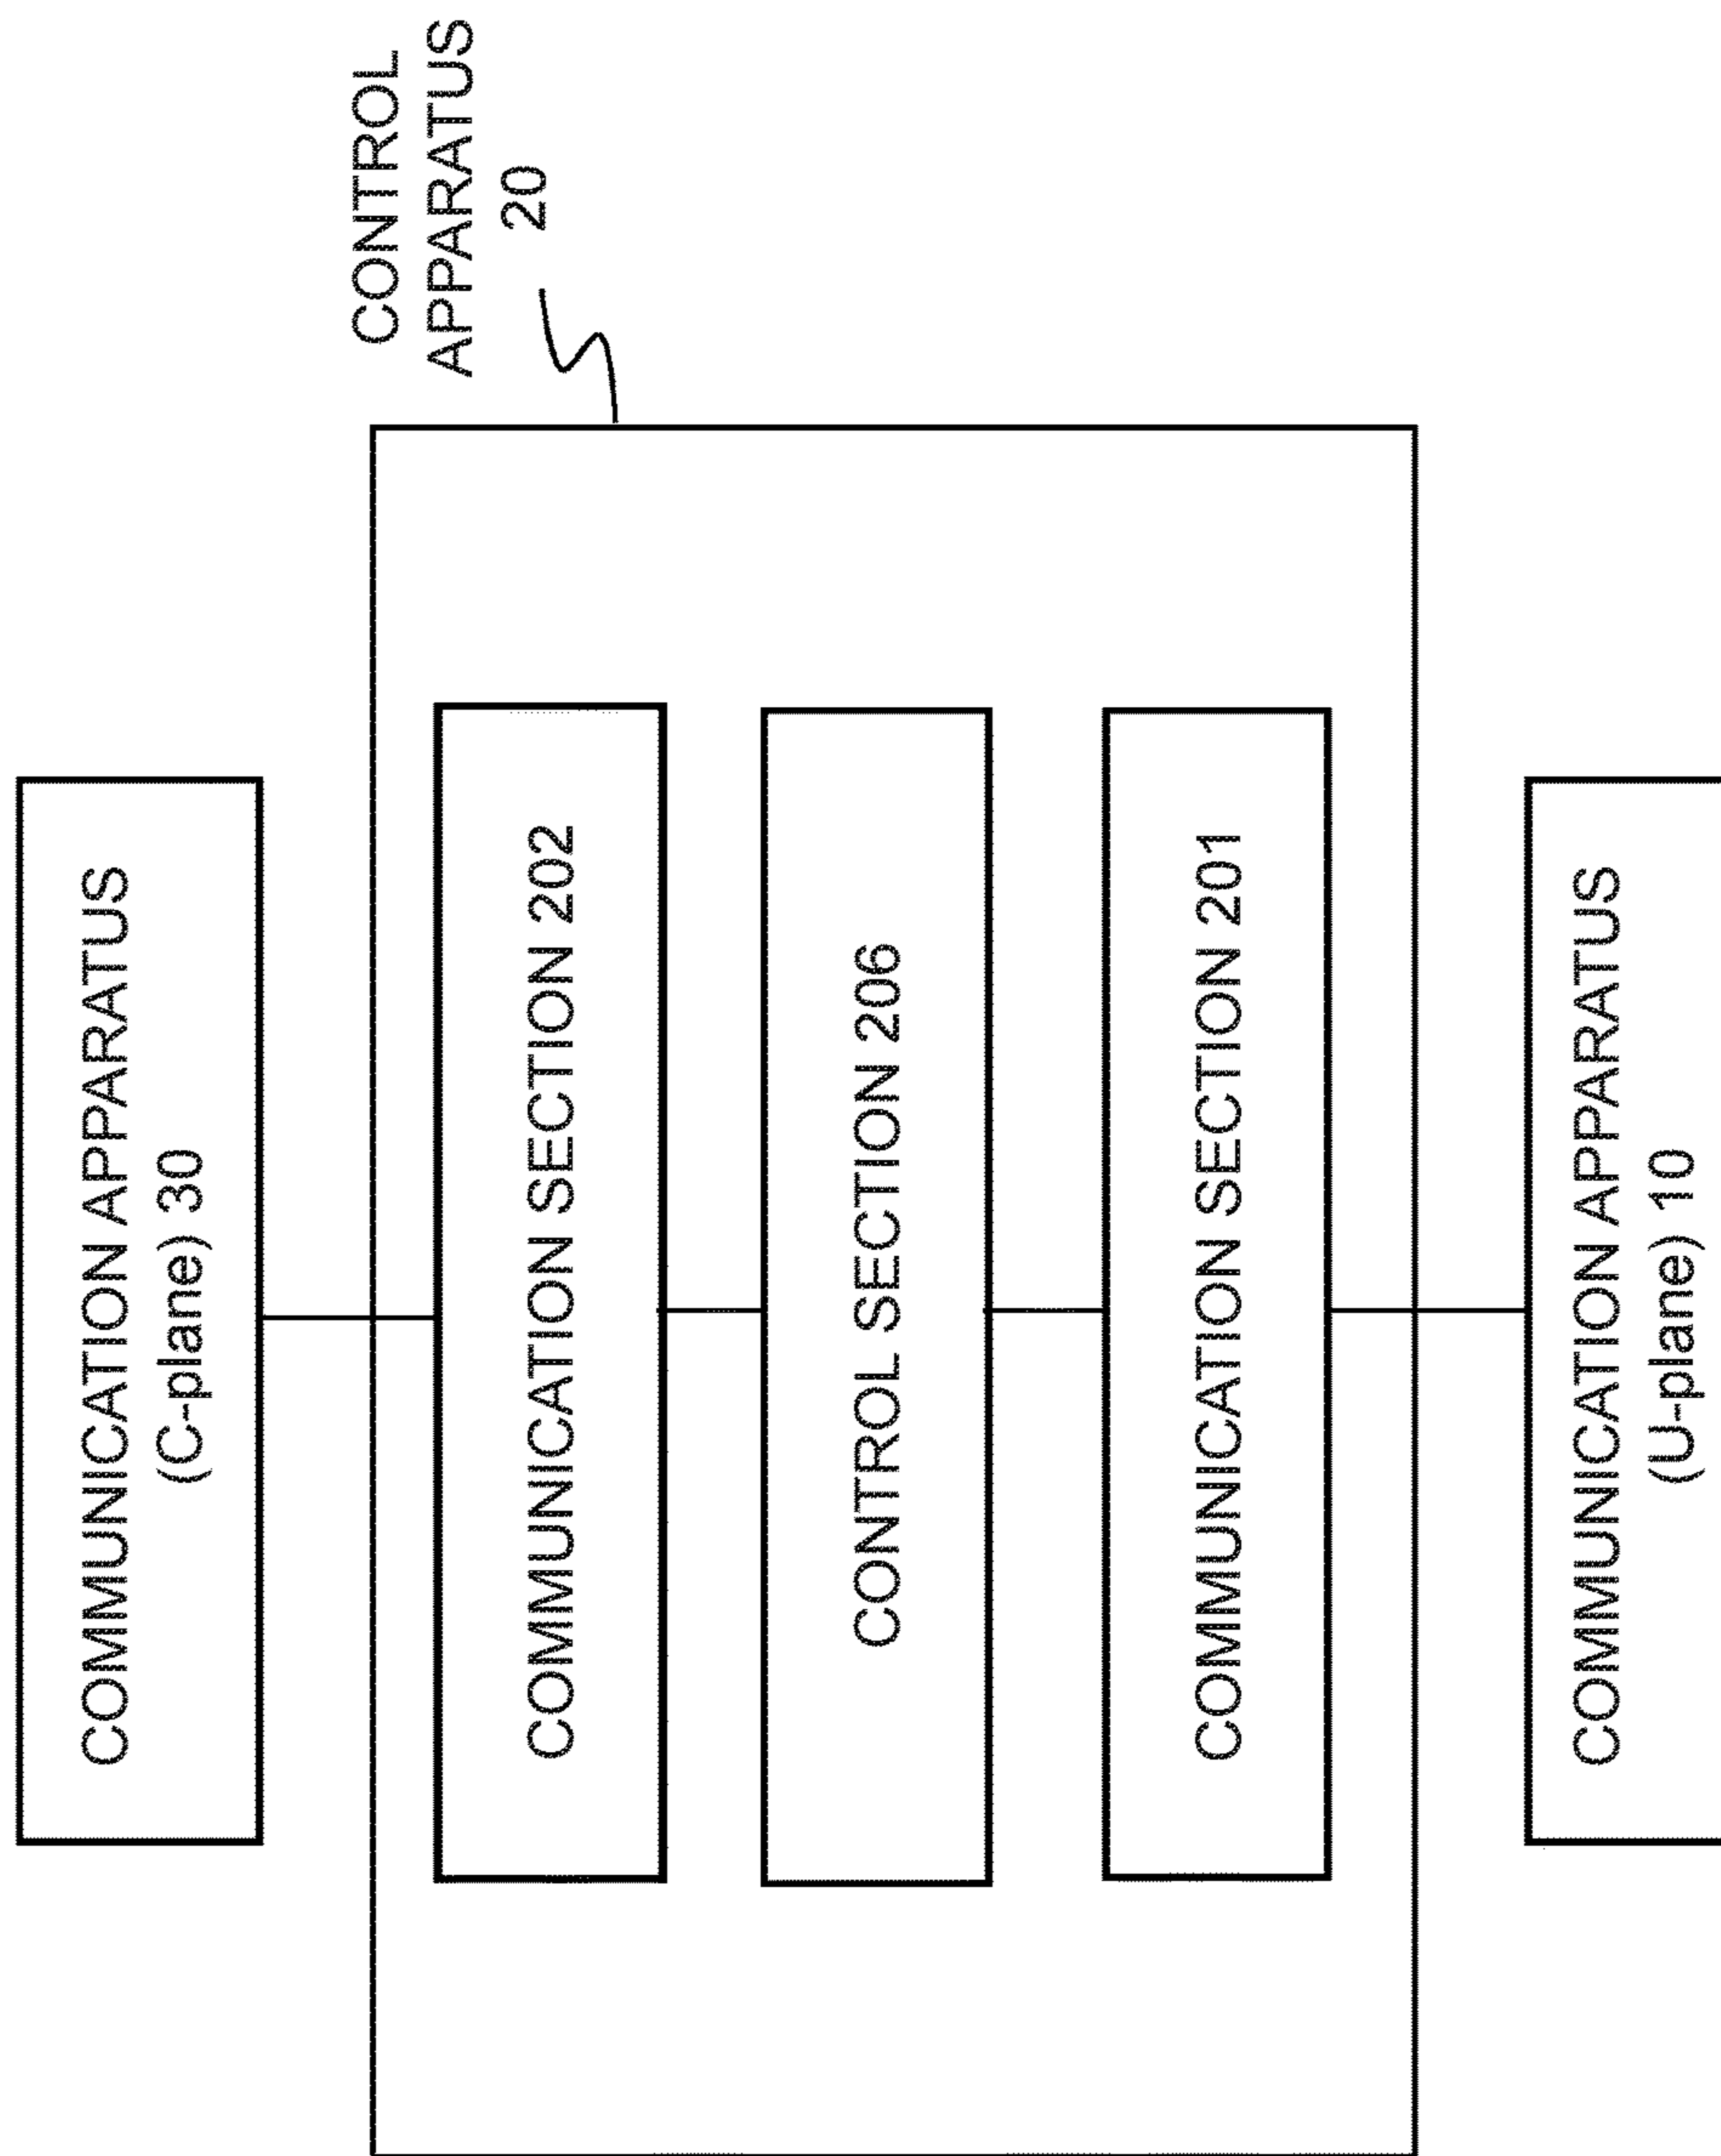 COMMUNICATION APPARATUS
(C-plane) 30
CONTROL
APPARATUS
20
COMMUNICATION SECTION 202
CONTROL SECTION 206
COMMUNICATION SECTION 201
COMMUNICATION APPARATUS
(U-plane) 10